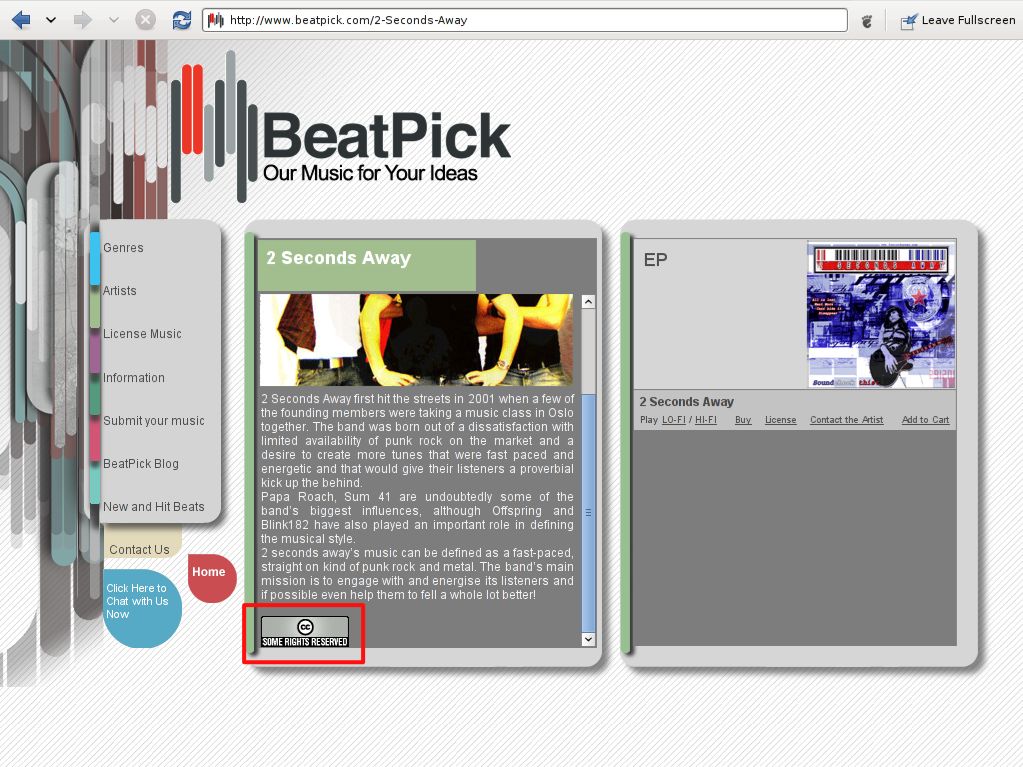 http://www.beatpick.com/2-Seconds-Away
Leave Fullscreen
BeatPick
Our Music for Your Ideas
Genres
Artists
License Music
Information
Submit your music
BeatPick Blog
New and Hit Beats
Contact Us
Home
Click Here to
Chat with Us
Now
2 Seconds Away
2 Seconds Away first hit the streets in 2001 when a few of
the founding members were taking a music class in Oslo
together. The band was born out of a dissatisfaction with
limited availability of punk rock on the market and a
desire to create more tunes that were fast paced and
energetic and that would give their listeners a proverbial
kick up the behind.
Papa Roach, Sum 41 are undoubtedly some of the
band's biggest influences, although Offspring and
Blink182 have also played an important role in defining
the musical style.
2 seconds away's music can be defined as a fast-paced,
straight on kind of punk rock and metal. The band's main
mission is to engage with and energise its listeners and
if possible even help them to fell a whole lot better!
cc
SOME RIGHTS RESERVED
EP
2 SECONDS AWAY
Soundshock this
2 Seconds Away
Play LO-FI / HI-FI Buy License Contact the Artist Add to Cart